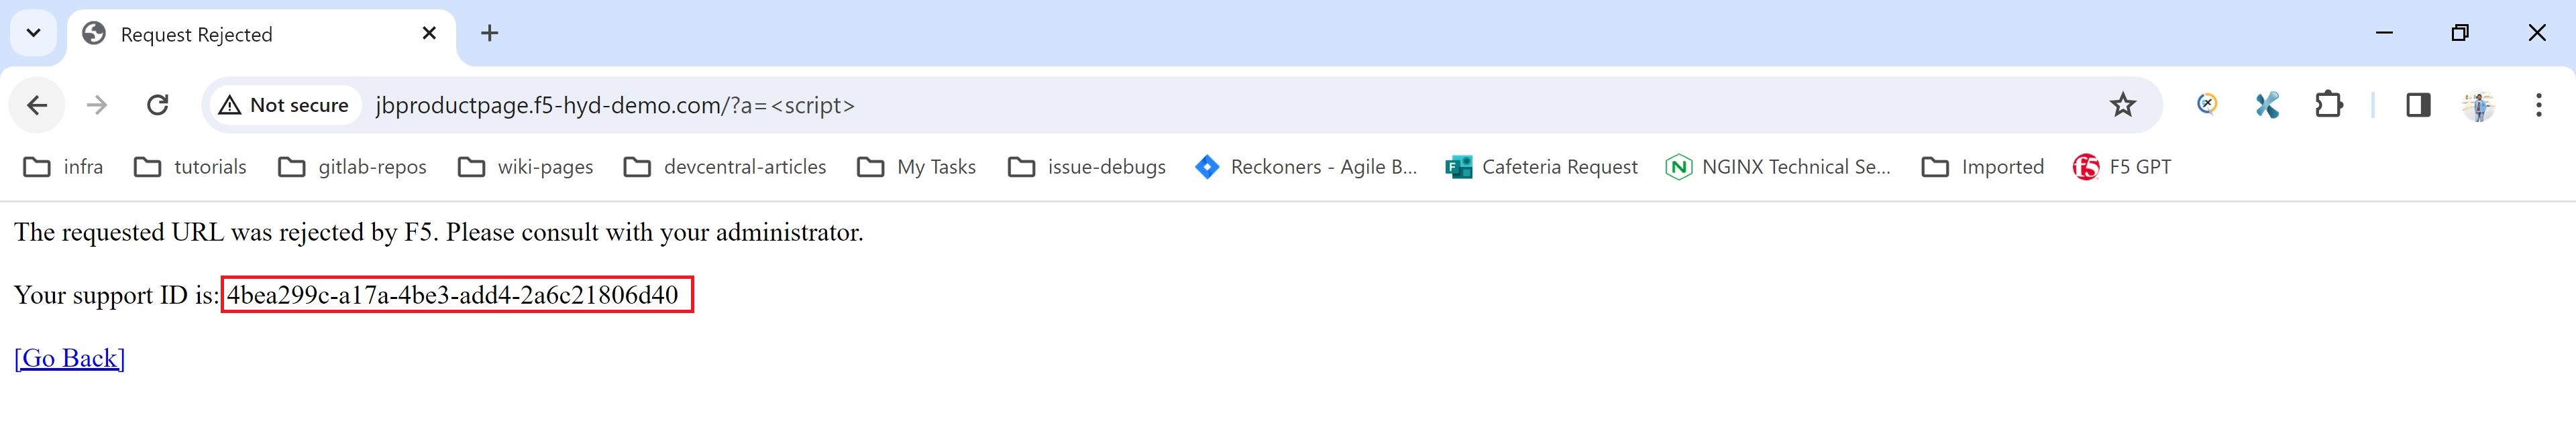 Request Rejected
Not secure jbproductpage.f5-hyd-demo.com/?a=<script>
infra tutorials gitlab-repos wiki-pages devcentral-articles My Tasks issue-debugs Reckoners - Agile B... F Cafeteria Request N NGINX Technical Se... Imported f5 F5 GPT
The requested URL was rejected by F5. Please consult with your administrator.
Your support ID is: 4bea299c-a17a-4be3-add4-2a6c21806d40
[Go Back]